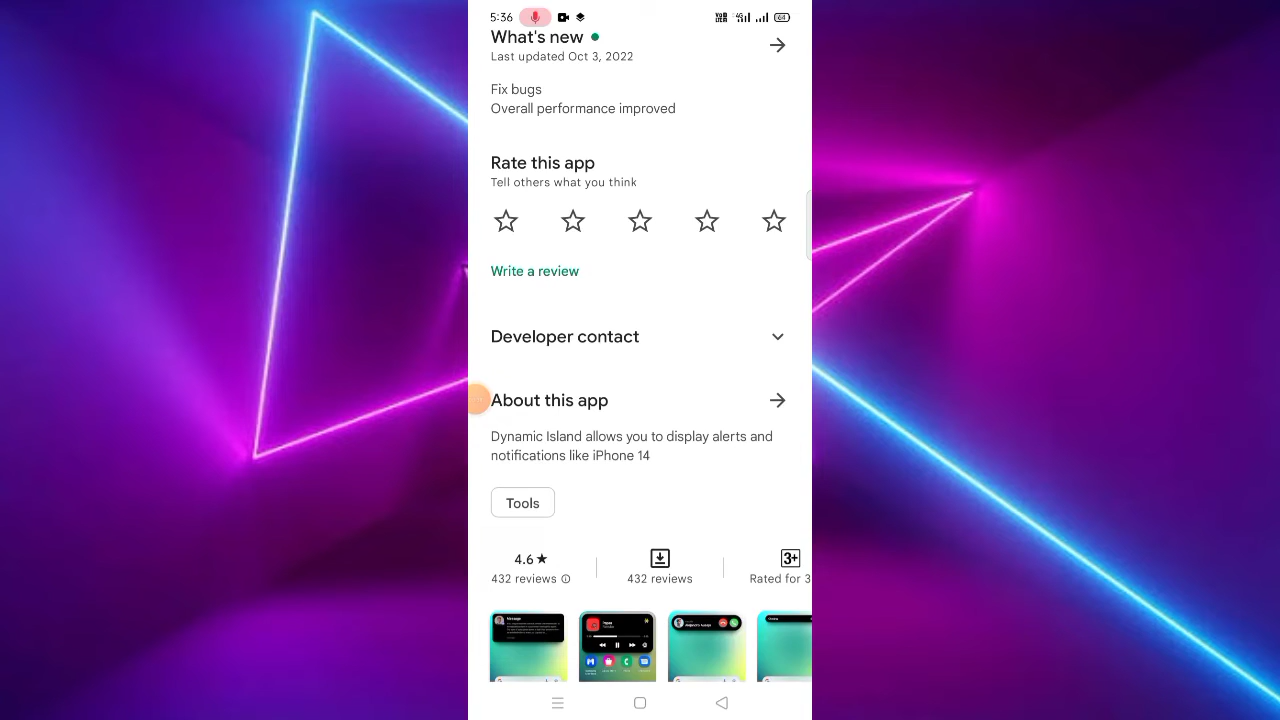 5:36
64
What's new
Last updated Oct 3, 2022
Fix bugs
Overall performance improved
Rate this app
Tell others what you think
Write a review
Developer contact
About this app
Dynamic Island allows you to display alerts and
notifications like iPhone 14
Tools
4.6★
3+
432 reviews
432 reviews
Rated for 3
Message